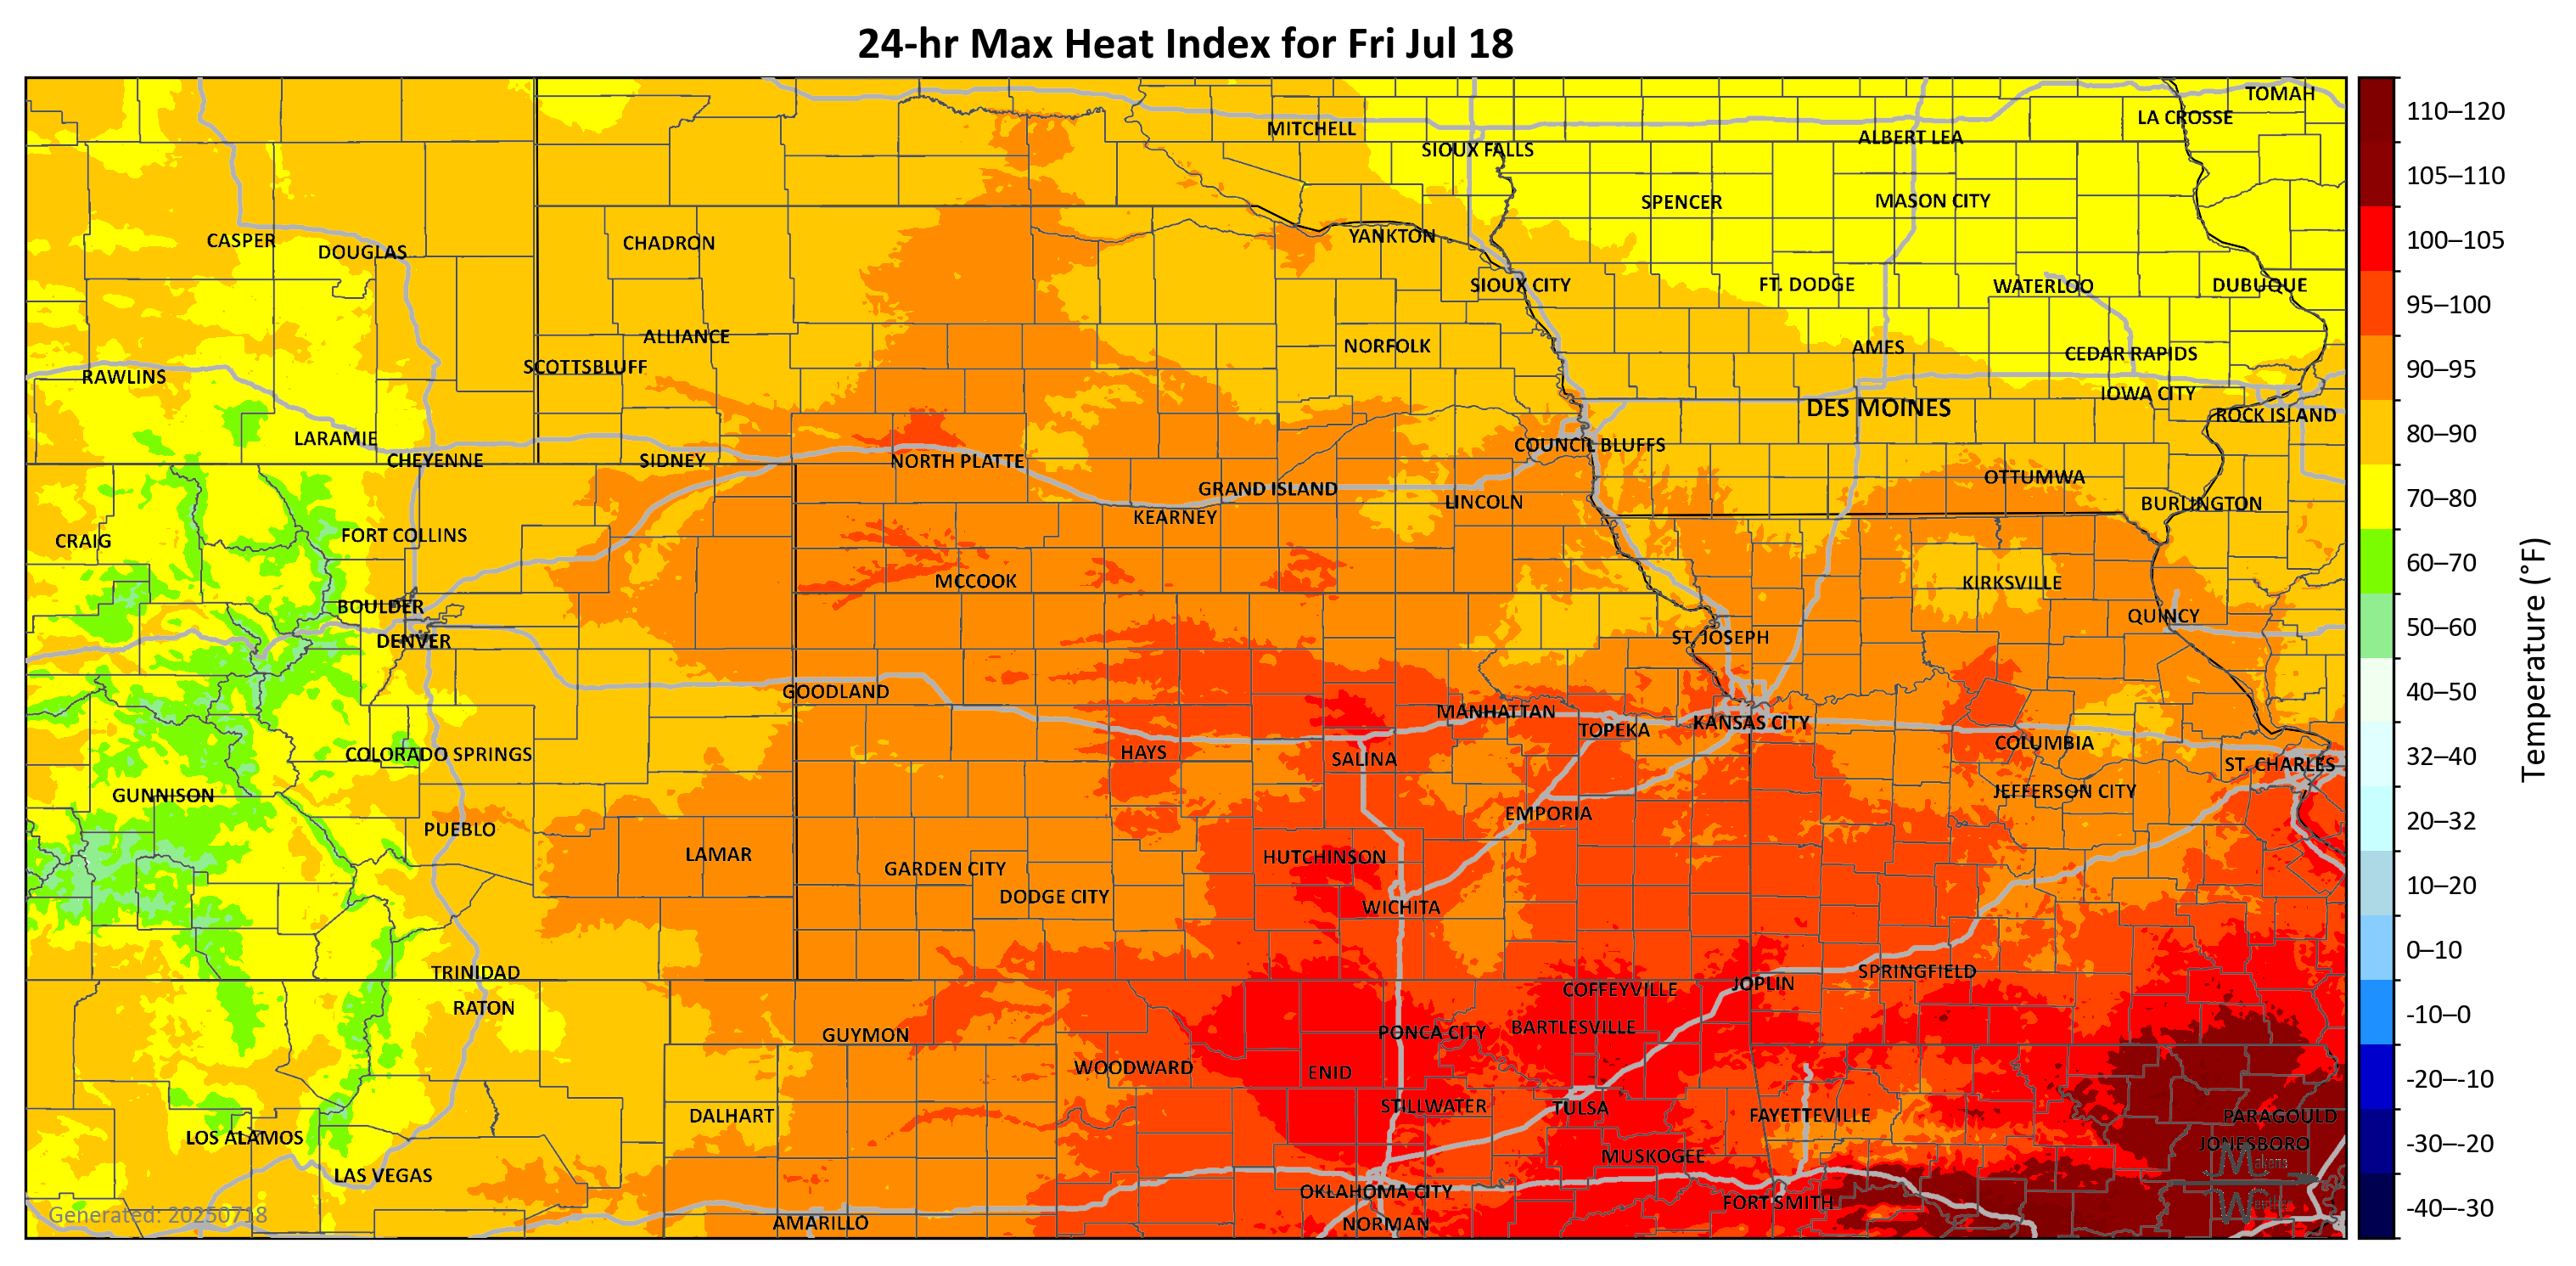 24-hr Max Heat Index for Fri Jul 18
TOMAH
LA CROSSE
MITCHELL
ALBERT LEA
SIOUX FALLS
SPENCER
MASON CITY
CASPER
DOUGLAS
CHADRON
YANKTON
SIOUX CITY
FT. DODGE
WATERLOO
DUBUQUE
ALLIANCE
NORFOLK
AMES
CEDAR RAPIDS
SCOTTSBLUFF
RAWLINS
IOWA CITY
DES MOINES
ROCK ISLAND
LARAMIE
COUNCIL BLUFFS
CHEYENNE
SIDNEY
NORTH PLATTE
OTTUMWA
GRAND ISLAND
LINCOLN
BURLINGTON
KEARNEY
CRAIG
FORT COLLINS
MCCOOK
KIRKSVILLE
BOULDER
QUINCY
DENVER
ST. JOSEPH
GOODLAND
MANHATTAN
TOPEKA
KANSAS CITY
COLUMBIA
HAYS
SALINA
COLORADO SPRINGS
ST. CHARLES
GUNNISON
JEFFERSON CITY
EMPORIA
PUEBLO
LAMAR
HUTCHINSON
GARDEN CITY
DODGE CITY
WICHITA
TRINIDAD
SPRINGFIELD
JOPLIN
COFFEYVILLE
RATON
GUYMON
PONCA CITY
BARTLESVILLE
WOODWARD
ENID
STILLWATER
TULSA
DALHART
FAYETTEVILLE
PARAGOULD
LOS ALAMOS
JONESBORO
MUSKOGEE
Makens
LAS VEGAS
OKLAHOMA CITY
FORT SMITH
Weather
Generated: 20250718
AMARILLO
NORMAN
110–120
105–110
100–105
95–100
90–95
80–90
70–80
60–70
50–60
40–50
32–40
20–32
10–20
0–10
-10–0
-20–-10
-30–-20
-40–-30
Temperature (°F)